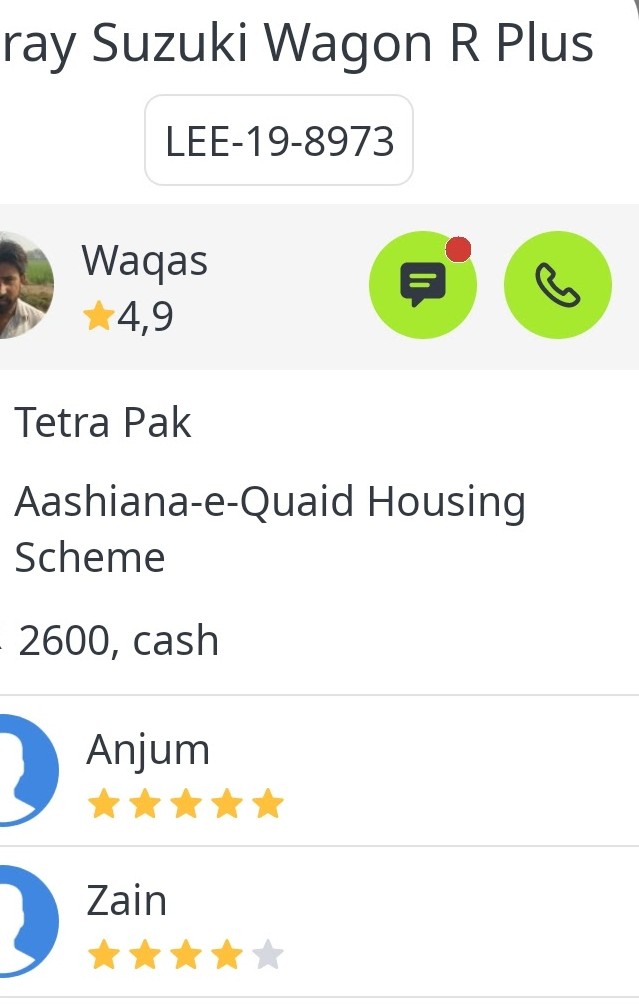 ray Suzuki Wagon R Plus
LEE-19-8973
Waqas
4,9
Tetra Pak
Aashiana-e-Quaid Housing
Scheme
2600, cash
Anjum
Zain